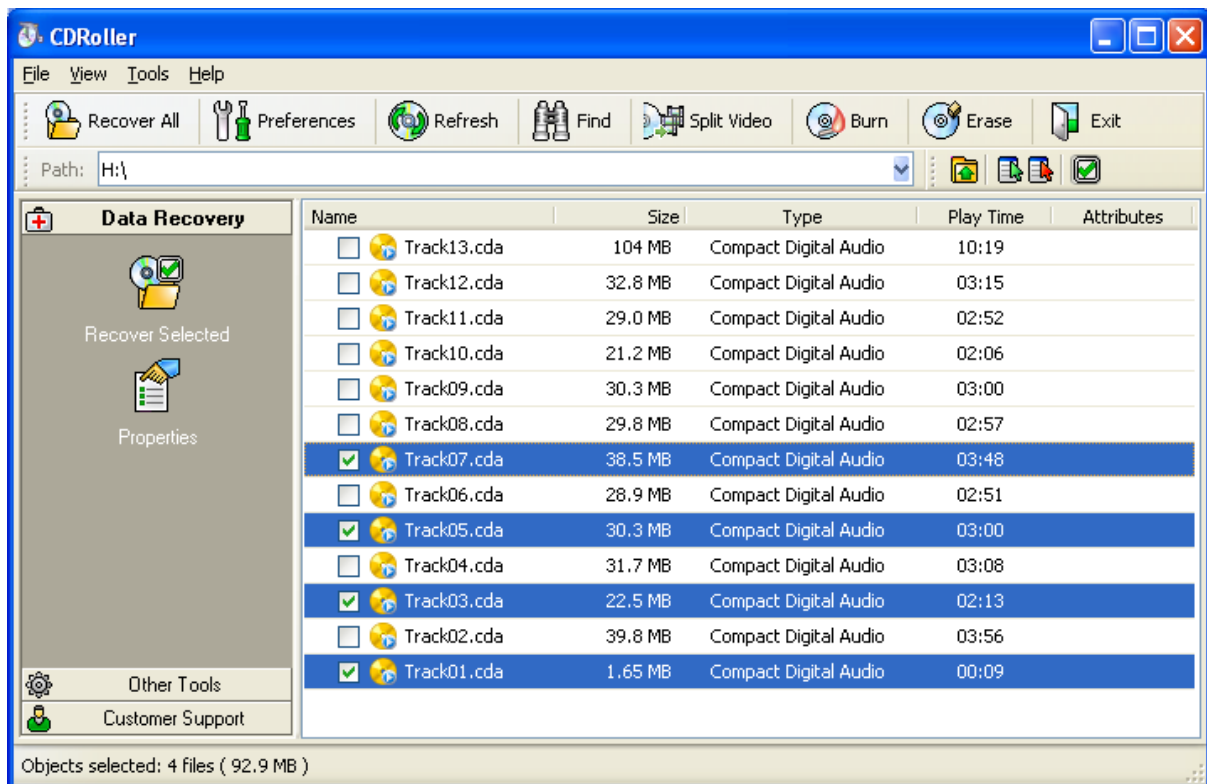 CDRoller
File View Tools Help
Recover All Preferences Refresh Find Split Video Burn Erase Exit
Path: H:\
Data Recovery
Recover Selected
Properties
Other Tools
Customer Support
Name Size Type Play Time Attributes
Track13.cda 104 MB Compact Digital Audio 10:19
Track12.cda 32.8 MB Compact Digital Audio 03:15
Track11.cda 29.0 MB Compact Digital Audio 02:52
Track10.cda 21.2 MB Compact Digital Audio 02:06
Track09.cda 30.3 MB Compact Digital Audio 03:00
Track08.cda 29.8 MB Compact Digital Audio 02:57
Track07.cda 38.5 MB Compact Digital Audio 03:48
Track06.cda 28.9 MB Compact Digital Audio 02:51
Track05.cda 30.3 MB Compact Digital Audio 03:00
Track04.cda 31.7 MB Compact Digital Audio 03:08
Track03.cda 22.5 MB Compact Digital Audio 02:13
Track02.cda 39.8 MB Compact Digital Audio 03:56
Track01.cda 1.65 MB Compact Digital Audio 00:09
Objects selected: 4 files ( 92.9 MB )